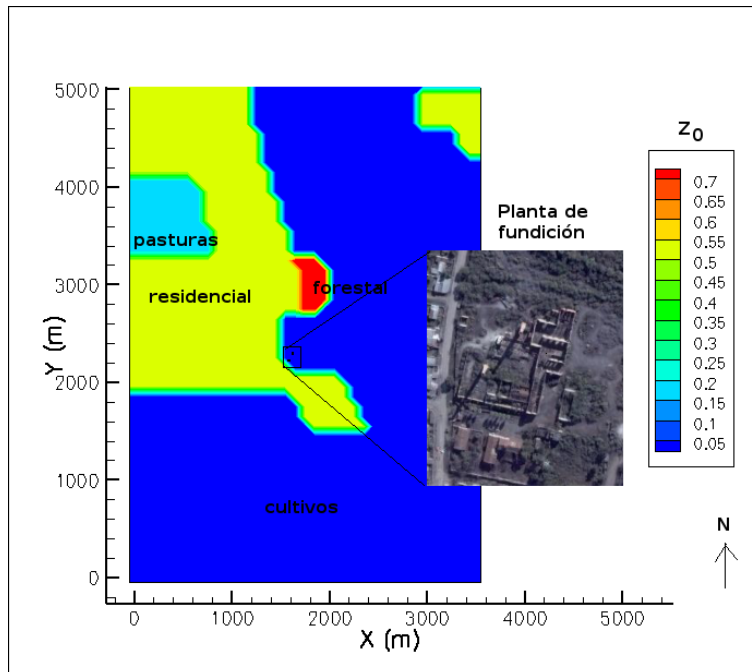 5000
4000
3000
2000
1000
0
Y (m)
0
1000
2000
3000
4000
5000
X (m)
pasturas
residencial
forestal
cultivos
Planta de
fundición
z0
0.7
0.65
0.6
0.55
0.5
0.45
0.4
0.35
0.3
0.25
0.2
0.15
0.1
0.05
N